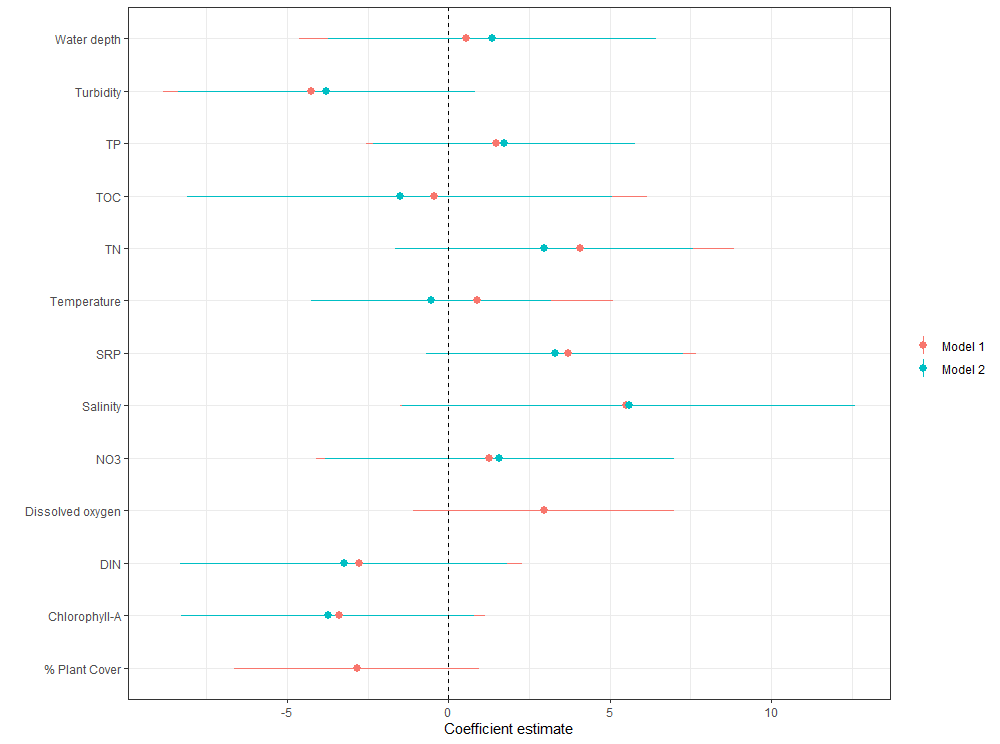 Water depth
Turbidity
TP
TOC
TN
Temperature
SRP
Salinity
NO3
Dissolved oxygen
DIN
Chlorophyll-A
% Plant Cover
-5
0
5
10
Coefficient estimate
Model 1
Model 2